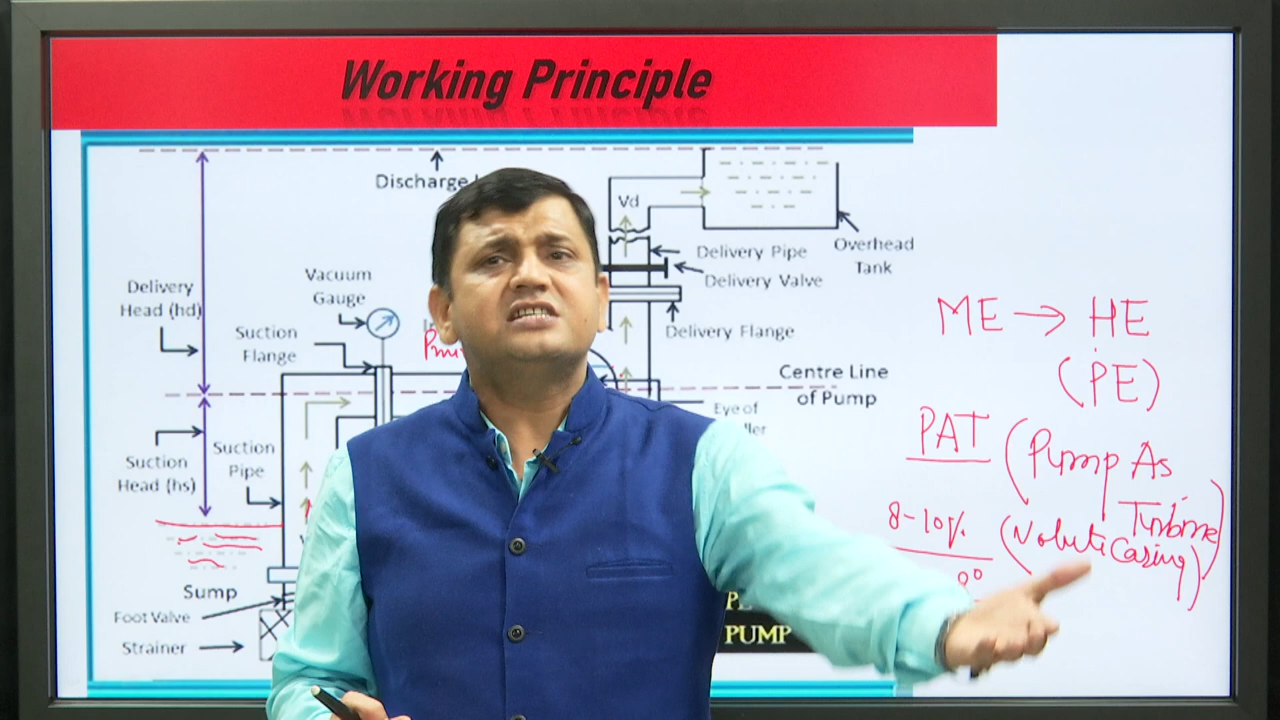 Working Principle
Discharge
Vd
Delivery Pipe
Delivery Valve
Overhead
Tank
Delivery Flange
Vacuum
Gauge
Delivery
Head (hd)
Suction
Flange
Centre Line
of Pump
Eye of
Suction
Pipe
Suction
Head (hs)
Sump
Foot Valve
Strainer
PUMP
ME → HE
(PE)
PAT (Pump As
Turbine)
8-10%
Casing)